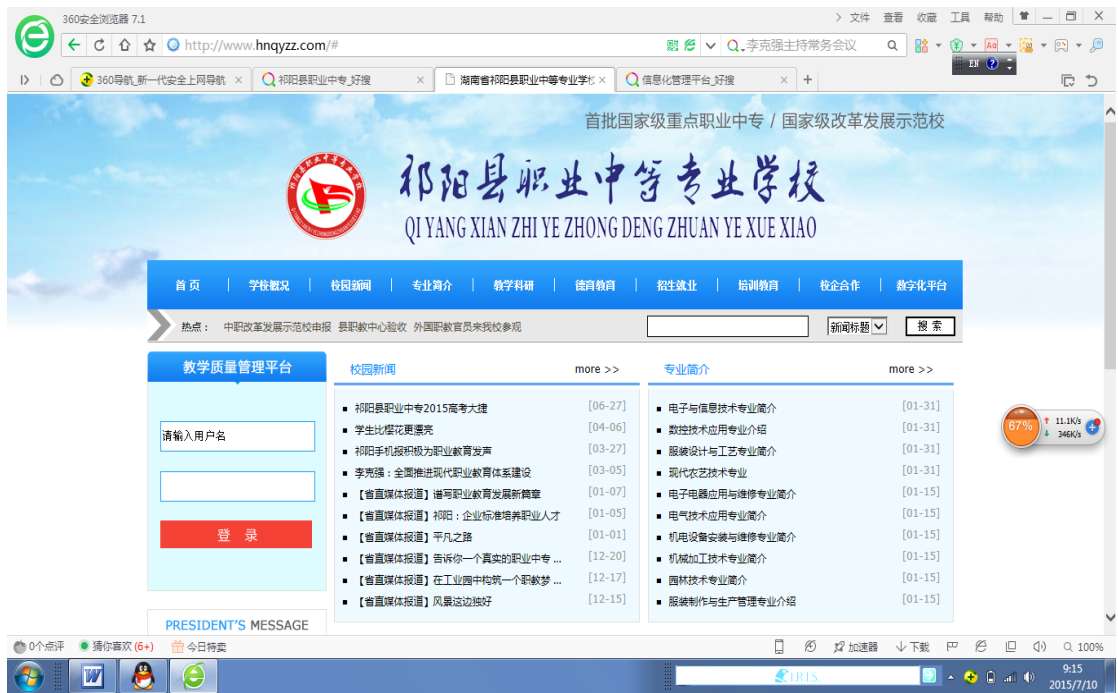 360安全浏览器 7.1
文件 查看 收藏 工具 帮助
http://www.hnqyzz.com/#
李克强主持常务会议
EN
360导航_新一代安全上网导航
祁阳县职业中专_好搜
湖南省祁阳县职业中等专业学
信息化管理平台_好搜
首批国家级重点职业中专 / 国家级改革发展示范校
祁阳县职业中等专业学校
QI YANG XIAN ZHI YE ZHONG DENG ZHUAN YE XUE XIAO
首页 学校概况 校园新闻 专业简介 教学科研 德育教育 招生就业 培训教育 校企合作 数字化平台
热点： 中职改革发展示范校申报 县职教中心验收 外国职教官员来我校参观
新闻标题
搜 索
教学质量管理平台
请输入用户名
登 录
PRESIDENT'S MESSAGE
校园新闻 more >>
祁阳县职业中专2015高考大捷 [06-27]
学生比樱花更漂亮 [04-06]
祁阳手机报积极为职业教育发声 [03-27]
李克强：全面推进现代职业教育体系建设 [03-05]
【省直媒体报道】谱写职业教育发展新篇章 [01-07]
【省直媒体报道】祁阳：企业标准培养职业人才 [01-05]
【省直媒体报道】平凡之路 [01-01]
【省直媒体报道】告诉你一个真实的职业中专 ... [12-20]
【省直媒体报道】在工业园中构筑一个职教梦 ... [12-17]
【省直媒体报道】风景这边独好 [12-15]
专业简介 more >>
电子与信息技术专业简介 [01-31]
数控技术应用专业介绍 [01-31]
服装设计与工艺专业简介 [01-31]
现代农艺技术专业 [01-31]
电子电器应用与维修专业简介 [01-15]
电气技术应用专业简介 [01-15]
机电设备安装与维修专业简介 [01-15]
机械加工技术专业简介 [01-15]
园林技术专业简介 [01-15]
服装制作与生产管理专业介绍 [01-15]
67%
11.1K/s
346K/s
0个点评 猜你喜欢 (6+) 今日特卖
加速器 下载 100%
I.R.I.S.
9:15
2015/7/10